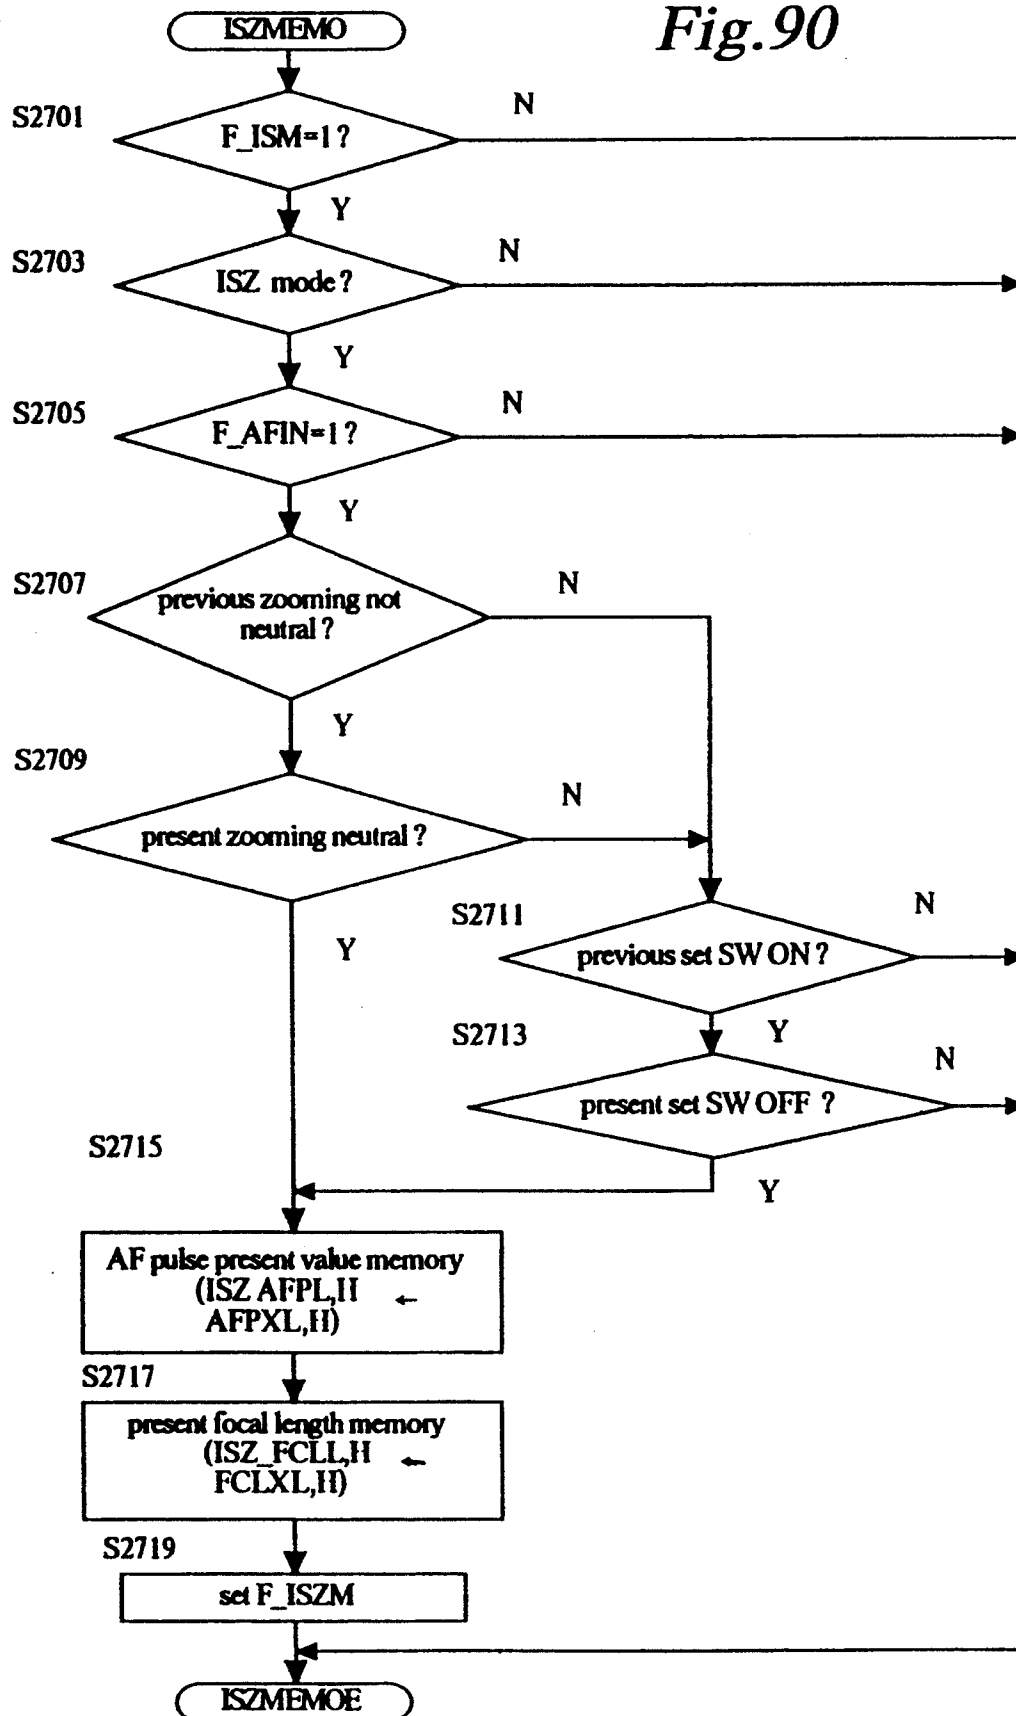 ISZMEMO
Fig.90
S2701
F_ISM=1?
N
Y
S2703
ISZ mode?
N
Y
S2705
F_AFIN=1?
N
Y
S2707
previous zooming not
neutral?
N
Y
S2709
present zooming neutral?
N
Y
S2711
previous set SW ON?
N
Y
S2713
present set SW OFF ?
N
Y
S2715
AF pulse present value memory
(ISZ AFPL,H ←
AFPXL,H)
S2717
present focal length memory
(ISZ_FCLL,H ←
FCLXL,H)
S2719
set F_ISZM
ISZMEMOE